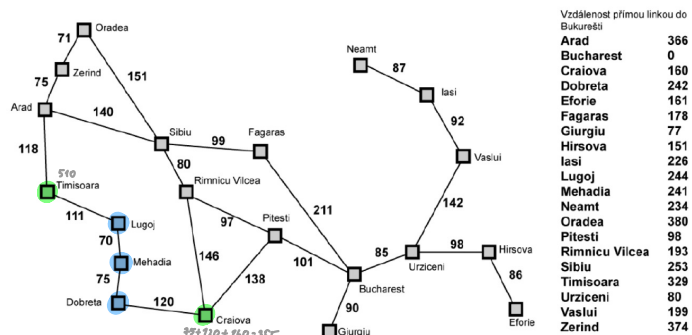 Oradea
71
Zerind
75
151
Arad
140
118
Sibiu
99
Fagaras
80
510
Timisoara
Rimnicu Vilcea
111
Lugoj
97
Pitesti
211
70
Mehadia
146
101
138
75
Dobreta
120
Craiova
Neamt
87
Iasi
92
Vaslui
142
85
98
Hirsova
Urziceni
86
Bucharest
90
Giurgiu
Eforie
Vzdálenost přímou linkou do
Bukurešti
Arad 366
Bucharest 0
Craiova 160
Dobreta 242
Eforie 161
Fagaras 178
Giurgiu 77
Hirsova 151
Iasi 226
Lugoj 244
Mehadia 241
Neamt 234
Oradea 380
Pitesti 98
Rimnicu Vilcea 193
Sibiu 253
Timisoara 329
Urziceni 80
Vaslui 199
Zerind 374